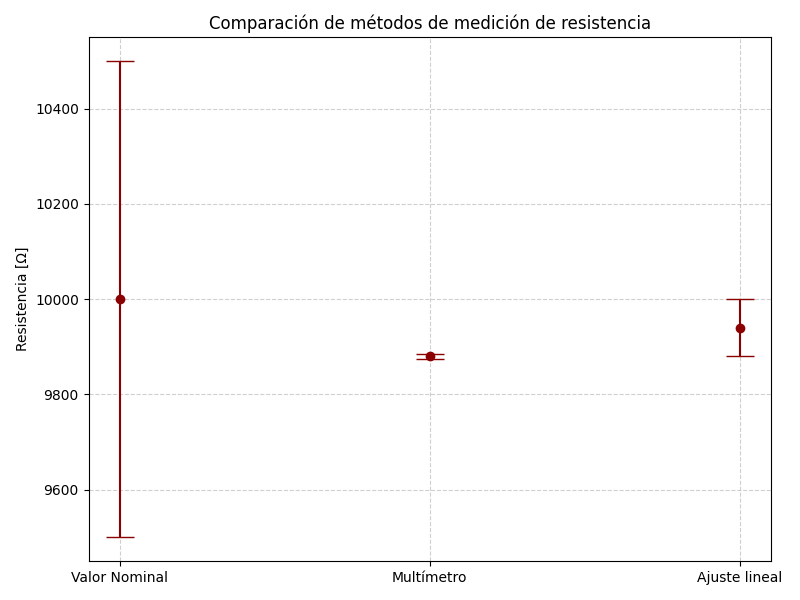 Comparación de métodos de medición de resistencia
Resistencia [Ω]
10400
10200
10000
9800
9600
Valor Nominal
Multímetro
Ajuste lineal